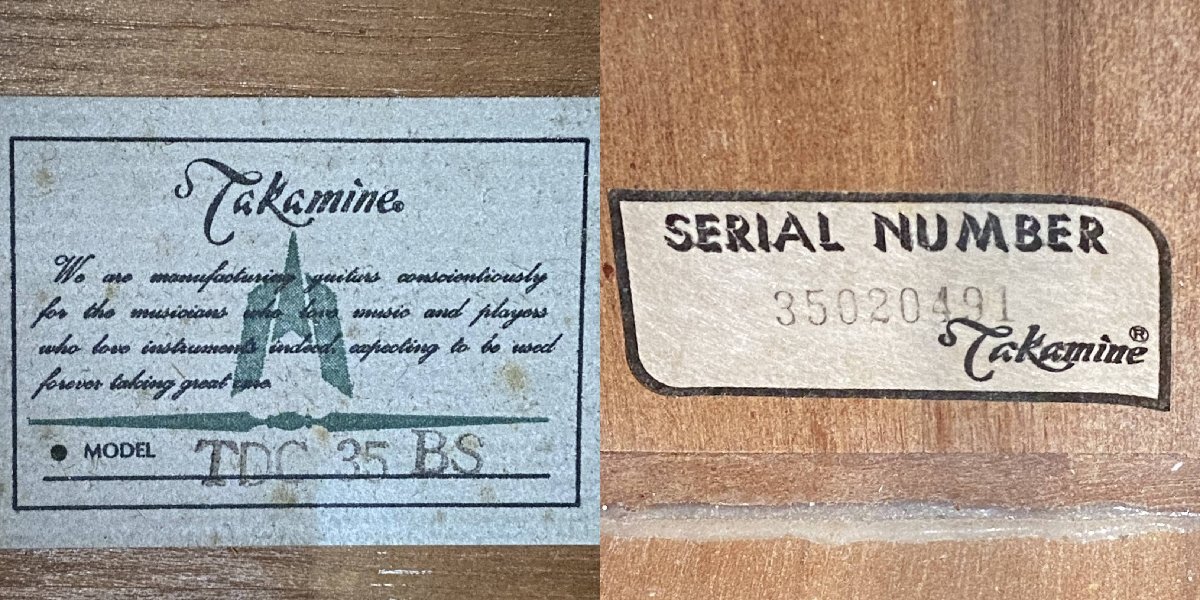 Takamine®
We are manufacturing guitars conscientiously
for the musicians who love music and players
who love instruments indeed, expecting to be used
forever taking great care.
● MODEL TDC 35 BS
SERIAL NUMBER
35020491
Takamine®